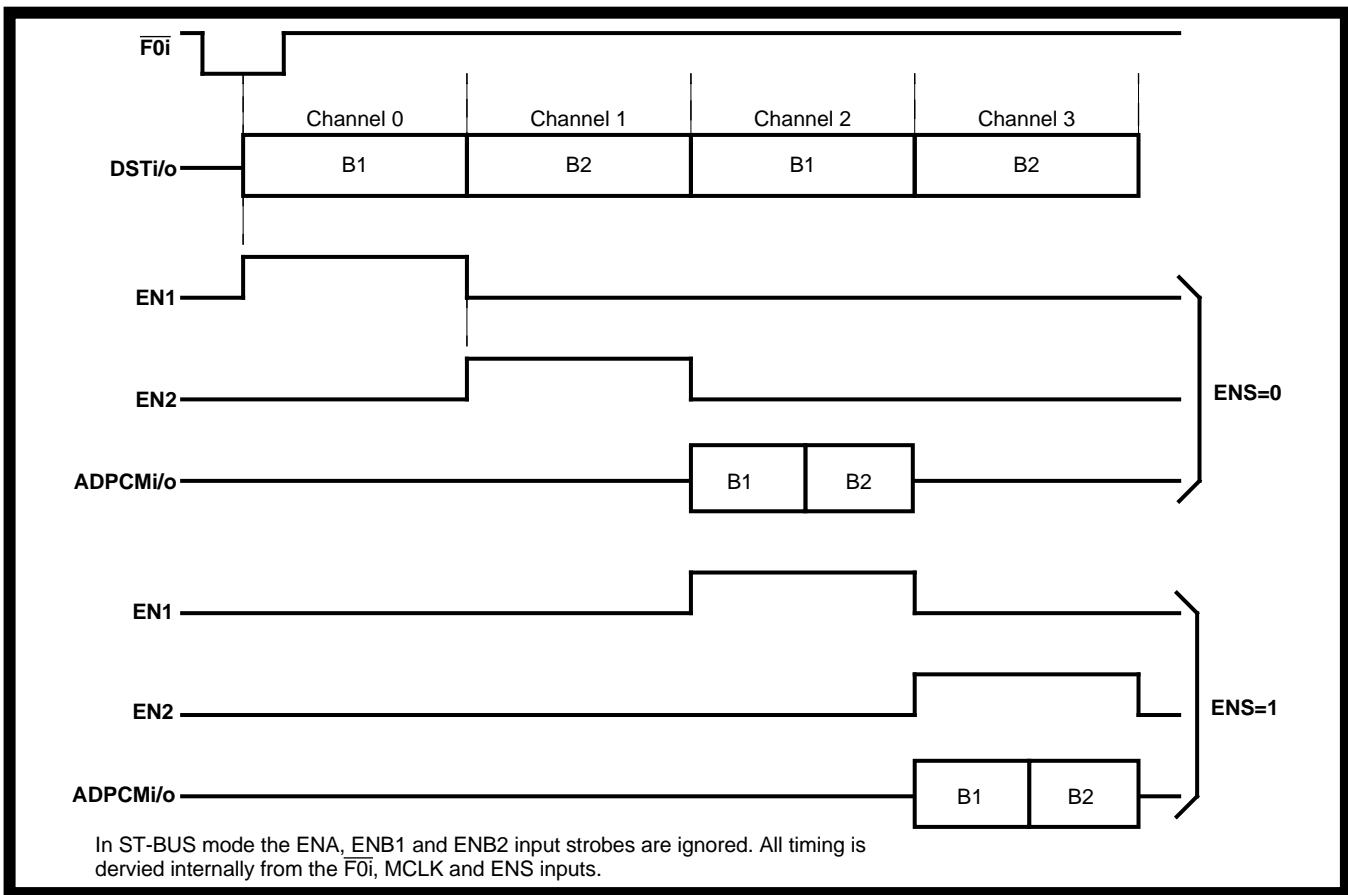 F0i
Channel 0 Channel 1 Channel 2 Channel 3
DSTi/o B1 B2 B1 B2
EN1
EN2
ENS=0
ADPCMi/o B1 B2
EN1
EN2
ENS=1
ADPCMi/o B1 B2
In ST-BUS mode the ENA, ENB1 and ENB2 input strobes are ignored. All timing is
dervied internally from the F0i, MCLK and ENS inputs.